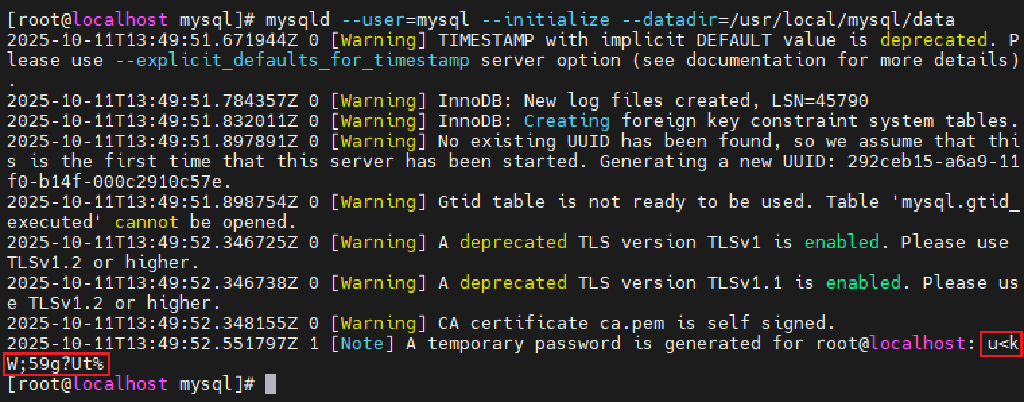 [root@localhost mysql]# mysqld --user=mysql --initialize --datadir=/usr/local/mysql/data
2025-10-11T13:49:51.671944Z 0 [Warning] TIMESTAMP with implicit DEFAULT value is deprecated. P
lease use --explicit_defaults_for_timestamp server option (see documentation for more details)
.
2025-10-11T13:49:51.784357Z 0 [Warning] InnoDB: New log files created, LSN=45790
2025-10-11T13:49:51.832011Z 0 [Warning] InnoDB: Creating foreign key constraint system tables.
2025-10-11T13:49:51.897891Z 0 [Warning] No existing UUID has been found, so we assume that thi
s is the first time that this server has been started. Generating a new UUID: 292ceb15-a6a9-11
f0-b14f-000c2910c57e.
2025-10-11T13:49:51.898754Z 0 [Warning] Gtid table is not ready to be used. Table 'mysql.gtid_
executed' cannot be opened.
2025-10-11T13:49:52.346725Z 0 [Warning] A deprecated TLS version TLSv1 is enabled. Please use
TLSv1.2 or higher.
2025-10-11T13:49:52.346738Z 0 [Warning] A deprecated TLS version TLSv1.1 is enabled. Please us
e TLSv1.2 or higher.
2025-10-11T13:49:52.348155Z 0 [Warning] CA certificate ca.pem is self signed.
2025-10-11T13:49:52.551797Z 1 [Note] A temporary password is generated for root@localhost: u<k
W;59g?Ut%
[root@localhost mysql]#